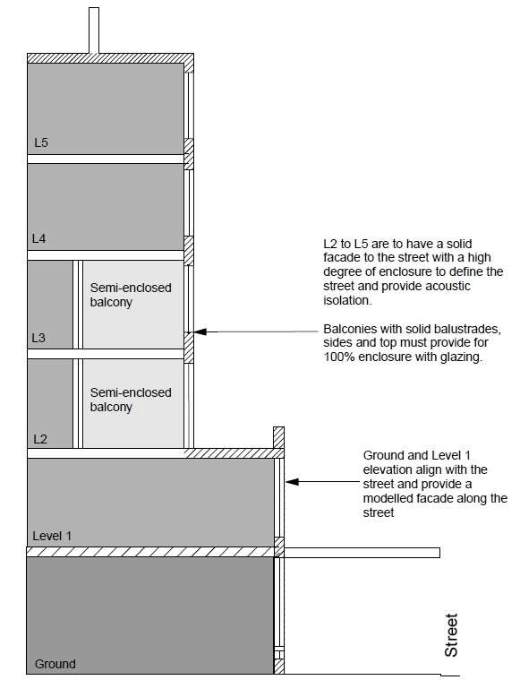 L5
L4
L2 to L5 are to have a solid
facade to the street with a high
degree of enclosure to define the
street and provide acoustic
isolation.
Semi-enclosed
balcony
L3
Balconies with solid balustrades,
sides and top must provide for
100% enclosure with glazing.
Semi-enclosed
balcony
L2
Ground and Level 1
elevation align with the
street and provide a
modelled facade along the
street
Level 1
Street
Ground